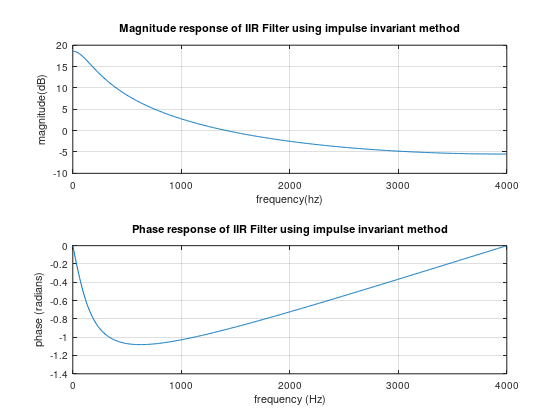 Magnitude response of IIR Filter using impulse invariant method
20
15
10
5
0
-5
-10
magnitude(dB)
0 1000 2000 3000 4000
frequency(hz)
Phase response of IIR Filter using impulse invariant method
0
-0.2
-0.4
-0.6
-0.8
-1
-1.2
-1.4
phase (radians)
0 1000 2000 3000 4000
frequency (Hz)